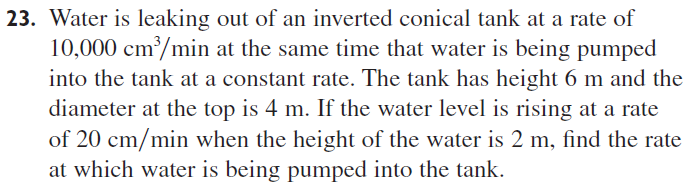 23. Water is leaking out of an inverted conical tank at a rate of
10,000 cm³/min at the same time that water is being pumped
into the tank at a constant rate. The tank has height 6 m and the
diameter at the top is 4 m. If the water level is rising at a rate
of 20 cm/min when the height of the water is 2 m, find the rate
at which water is being pumped into the tank.